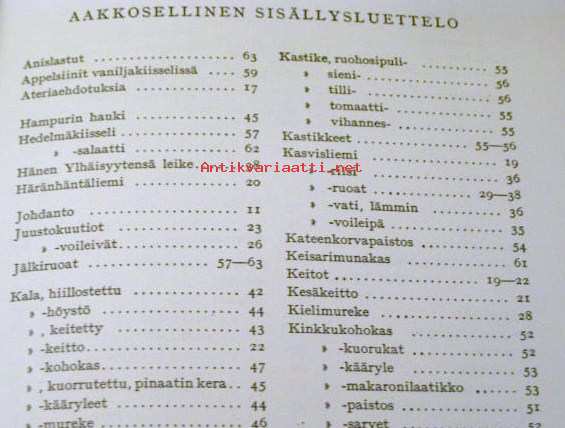 AAKKOSELLINEN SISÄLLYSLUETTELO
Anislastut . . . . . . . . . . . . . . . . . 63
Appelsiinit vaniljakiisselissä . . . . . 59
Ateriaehdotuksia . . . . . . . . . . . . 17
Hampurin hauki . . . . . . . . . . . . 45
Hedelmäkiisseli . . . . . . . . . . . . . 57
» -salaatti . . . . . . . . . . . 62
Hänen Ylhäisyytensä leike . . . 38
Häränhäntäliemi . . . . . . . . . . . . 20
Johdanto . . . . . . . . . . . . . . . . . 11
Juustokuutiot . . . . . . . . . . . . . . 23
» -voileivät . . . . . . . . . . . 26
Jälkiruoat . . . . . . . . . . . . 57—63
Kala, hiillostettu . . . . . . . . . . . . 42
» -höystö . . . . . . . . . . . . . . 44
» , keitetty . . . . . . . . . . . . . 43
» -keitto . . . . . . . . . . . . . . . 22
» -kohokas . . . . . . . . . . . . . 47
» , kuorrutettu, pinaatin kera . . 45
» -kääryleet . . . . . . . . . . . . 44
» -mureke . . . . . . . . . . . . . 46
Kastike, ruohosipuli- . . . . . . . . . 55
» sieni- . . . . . . . . . . . . 56
» tilli- . . . . . . . . . . . . . 56
» tomaatti- . . . . . . . . . . 55
» vihannes- . . . . . . . . . . 55
Kastikkeet . . . . . . . . . . . . 55—56
Kasvisliemi . . . . . . . . . . . . . . . 19
Antikvariaatti.net
» . . . . . . . . . . . . . . . 36
» -ruoat . . . . . . . . . . 29—38
» -vati, lämmin . . . . . . . . 36
» -voileipä . . . . . . . . . . . 35
Kateenkorvapaistos . . . . . . . . . . 54
Keisarimunakas . . . . . . . . . . . . 61
Keitot . . . . . . . . . . . . . . . 19—22
Kesäkeitto . . . . . . . . . . . . . . . . 21
Kielimureke . . . . . . . . . . . . . . . 28
Kinkkukohokas . . . . . . . . . . . . 52
» -kuorukat . . . . . . . . . 52
» -kääryle . . . . . . . . . . . 53
» -makaronilaatikko . . . . 53
» -paistos . . . . . . . . . . . 51
» -sarvet . . . . . . . . . . . . 52